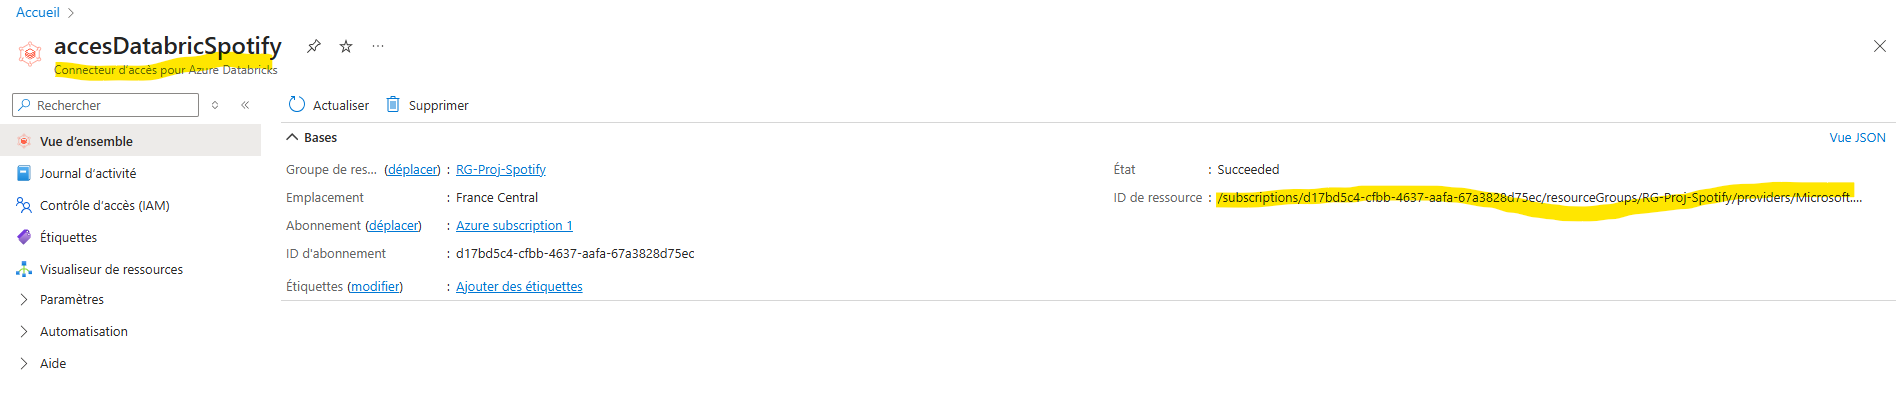 Accueil
accesDatabricSpotify
Connecteur d'accès pour Azure Databricks
Rechercher
Actualiser
Supprimer
Vue d'ensemble
Journal d'activité
Contrôle d'accès (IAM)
Étiquettes
Visualiseur de ressources
Paramètres
Automatisation
Aide
Bases
Vue JSON
Groupe de res... (déplacer) : RG-Proj-Spotify
Emplacement : France Central
Abonnement (déplacer) : Azure subscription 1
ID d'abonnement : d17bd5c4-cfbb-4637-aafa-67a3828d75ec
Étiquettes (modifier) : Ajouter des étiquettes
État : Succeeded
ID de ressource : /subscriptions/d17bd5c4-cfbb-4637-aafa-67a3828d75ec/resourceGroups/RG-Proj-Spotify/providers/Microsoft....